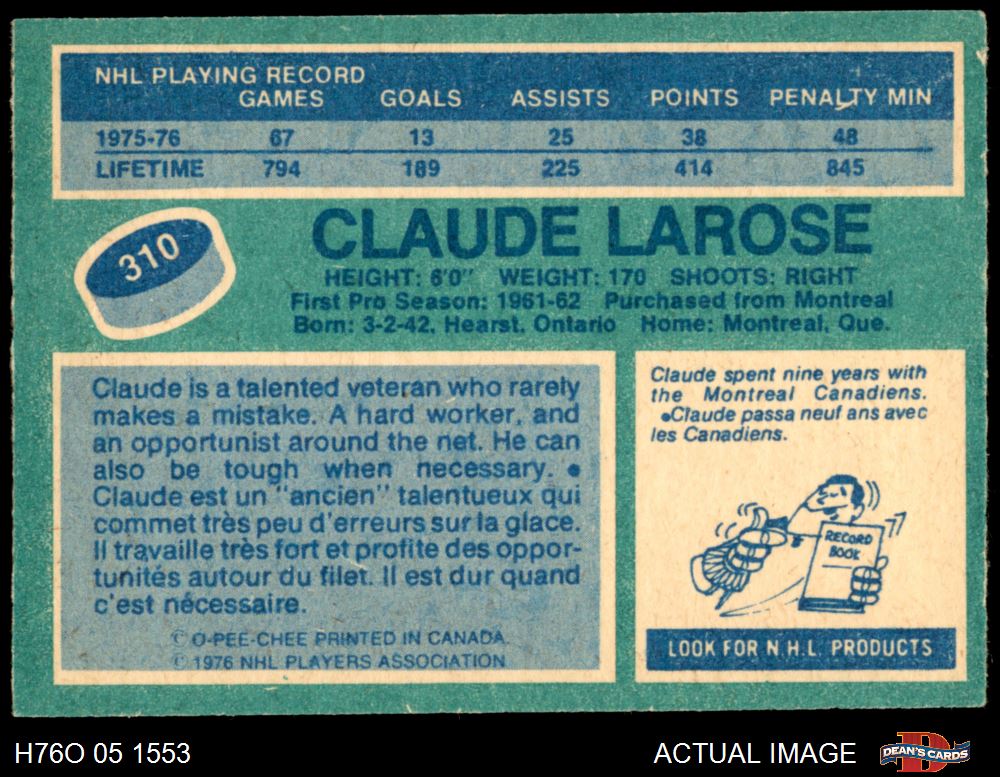 NHL PLAYING RECORD
GAMES GOALS ASSISTS POINTS PENALTY MIN
1975-76 67 13 25 38 48
LIFETIME 794 189 225 414 845
310
CLAUDE LAROSE
HEIGHT: 6'0" WEIGHT: 170 SHOOTS: RIGHT
First Pro Season: 1961-62 Purchased from Montreal
Born: 3-2-42, Hearst, Ontario Home: Montreal, Que.
Claude is a talented veteran who rarely
makes a mistake. A hard worker, and
an opportunist around the net. He can
also be tough when necessary. ●
Claude est un "ancien" talentueux qui
commet très peu d'erreurs sur la glace.
Il travaille très fort et profite des oppor-
tunités autour du filet. Il est dur quand
c'est nécessaire.
© O-PEE-CHEE PRINTED IN CANADA
© 1976 NHL PLAYERS ASSOCIATION
Claude spent nine years with
the Montreal Canadiens.
●Claude passa neuf ans avec
les Canadiens.
RECORD
BOOK
LOOK FOR N.H.L. PRODUCTS
H76O 05 1553
ACTUAL IMAGE
DEAN'S CARDS